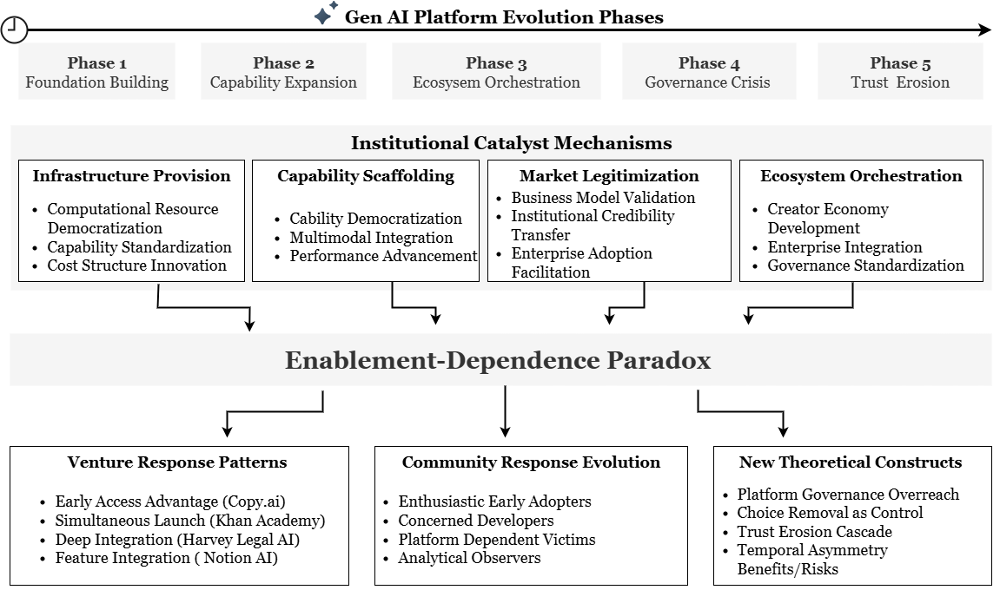 Gen AI Platform Evolution Phases
Phase 1
Foundation Building
Phase 2
Capability Expansion
Phase 3
Ecosysem Orchestration
Phase 4
Governance Crisis
Phase 5
Trust Erosion
Institutional Catalyst Mechanisms
Infrastructure Provision
• Computational Resource
Democratization
• Capability Standardization
• Cost Structure Innovation
Capability Scaffolding
• Cability Democratization
• Multimodal Integration
• Performance Advancement
Market Legitimization
• Business Model Validation
• Institutional Credibility
Transfer
• Enterprise Adoption
Facilitation
Ecosystem Orchestration
• Creator Economy
Development
• Enterprise Integration
• Governance Standardization
Enablement-Dependence Paradox
Venture Response Patterns
• Early Access Advantage (Copy.ai)
• Simultaneous Launch (Khan Academy)
• Deep Integration (Harvey Legal AI)
• Feature Integration ( Notion AI)
Community Response Evolution
• Enthusiastic Early Adopters
• Concerned Developers
• Platform Dependent Victims
• Analytical Observers
New Theoretical Constructs
• Platform Governance Overreach
• Choice Removal as Control
• Trust Erosion Cascade
• Temporal Asymmetry
Benefits/Risks